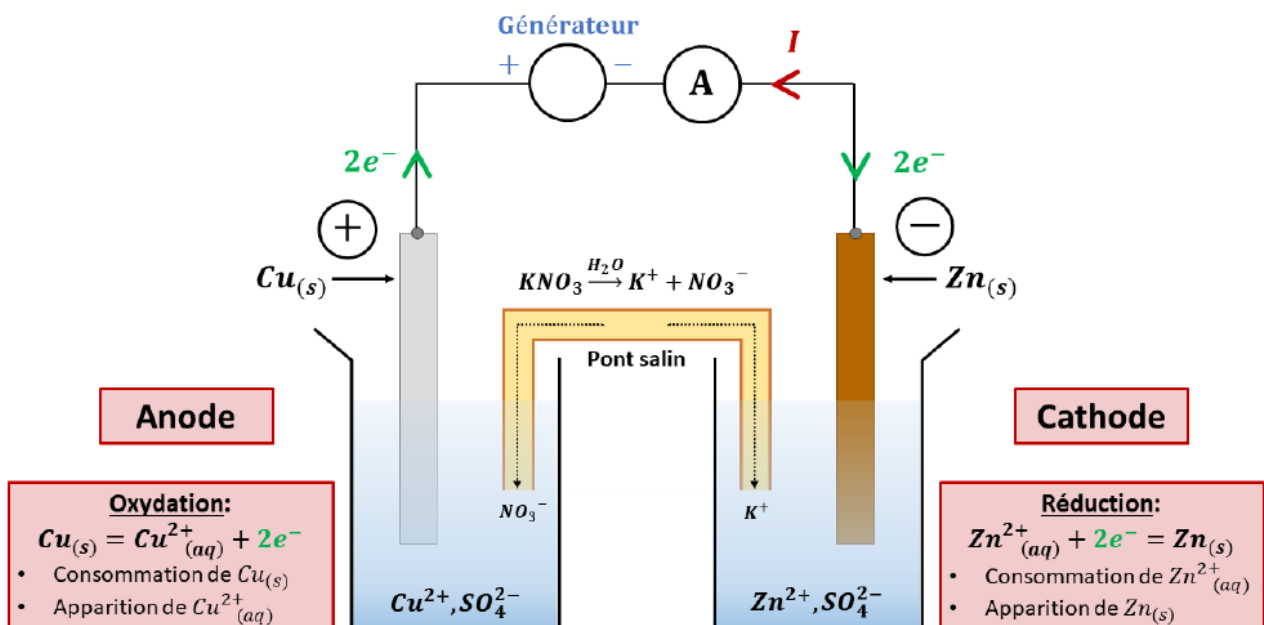 Générateur
+ −
A
I
2e⁻
2e⁻
+
−
Cu₍ₛ₎
Zn₍ₛ₎
KNO₃ \xrightarrow{H₂O} K⁺ + NO₃⁻
Pont salin
Anode
Cathode
Oxydation:
Cu₍ₛ₎ = Cu²⁺₍aq₎ + 2e⁻
• Consommation de Cu₍ₛ₎
• Apparition de Cu²⁺₍aq₎
NO₃⁻
K⁺
Cu²⁺, SO₄²⁻
Zn²⁺, SO₄²⁻
Réduction:
Zn²⁺₍aq₎ + 2e⁻ = Zn₍ₛ₎
• Consommation de Zn²⁺₍aq₎
• Apparition de Zn₍ₛ₎